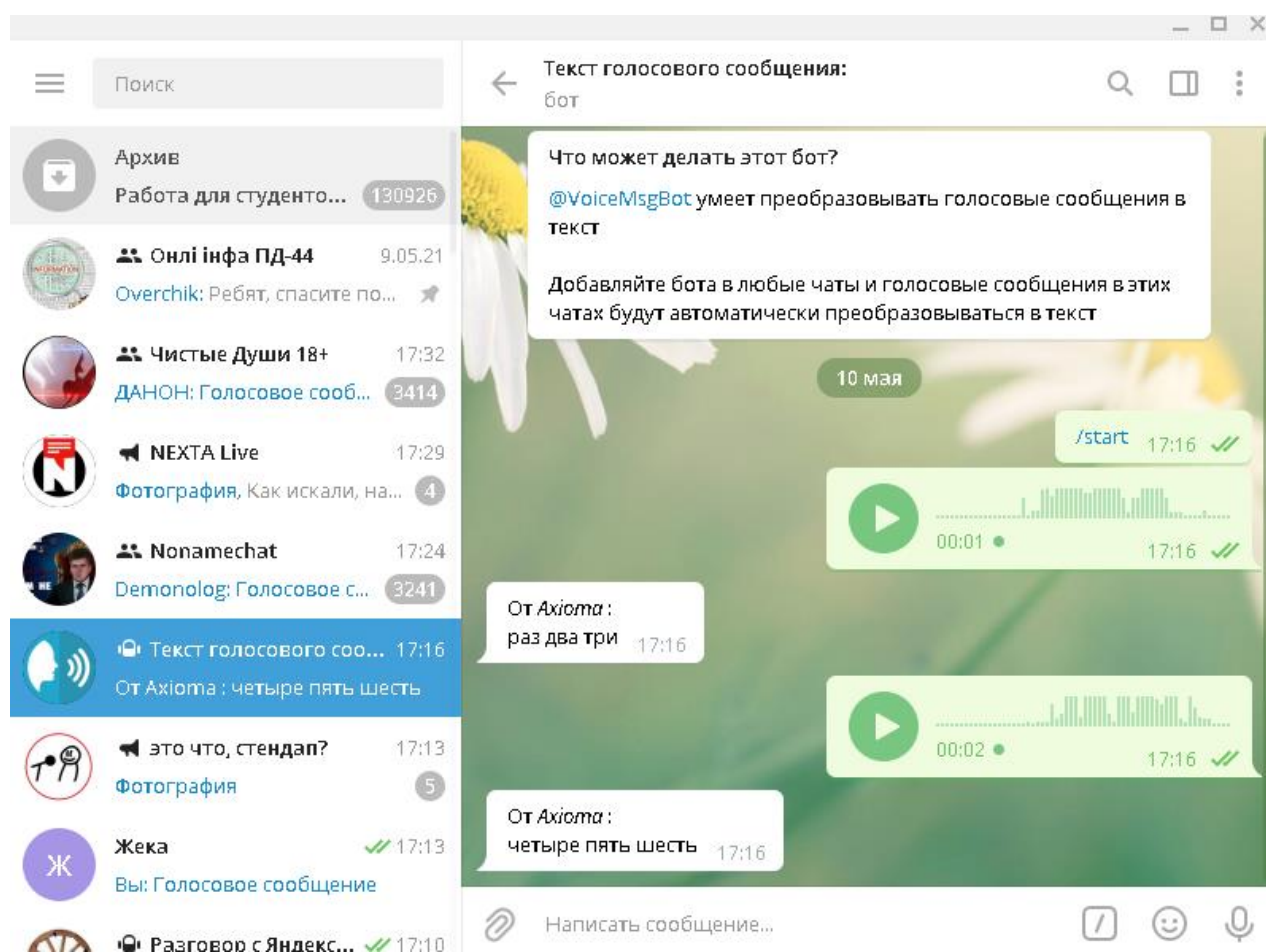 Поиск
Архив
Работа для студенто... 130926
Онлі інфа ПД-44 9.05.21
Overchik: Ребят, спасите по...
Чистые Души 18+ 17:32
ДАНОН: Голосовое сооб... 3414
NEXTA Live 17:29
Фотография, Как искали, на... 4
Nonamechat 17:24
Demonolog: Голосовое с... 3241
Текст голосового соо... 17:16
От Axioma : четыре пять шесть
это что, стендап? 17:13
Фотография 5
Ж
Жека 17:13
Вы: Голосовое сообщение
Разговор с Яндекс... 17:10
Текст голосового сообщения:
бот
Что может делать этот бот?
@VoiceMsgBot умеет преобразовывать голосовые сообщения в
текст
Добавляйте бота в любые чаты и голосовые сообщения в этих
чатах будут автоматически преобразовываться в текст
10 мая
/start 17:16
00:01 17:16
От Axioma :
раз два три 17:16
00:02 17:16
От Axioma :
четыре пять шесть 17:16
Написать сообщение...